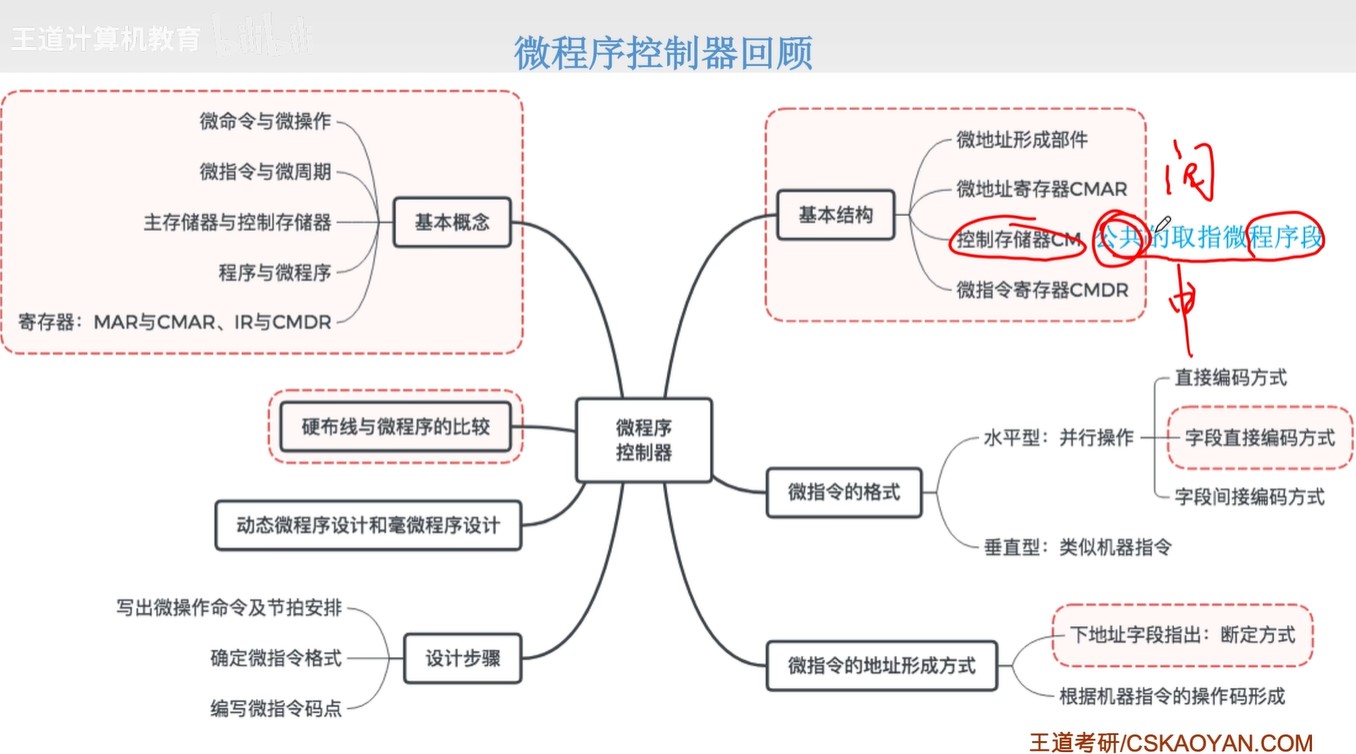 王道计算机教育
微程序控制器回顾
微命令与微操作
微指令与微周期
主存储器与控制存储器
程序与微程序
寄存器：MAR与CMAR、IR与CMDR
基本概念
硬布线与微程序的比较
动态微程序设计和毫微程序设计
写出微操作命令及节拍安排
确定微指令格式
编写微指令码点
设计步骤
微程序
控制器
基本结构
微地址形成部件
微地址寄存器CMAR
控制存储器CM
公共的取指微程序段
微指令寄存器CMDR
间
中
微指令的格式
水平型：并行操作
直接编码方式
字段直接编码方式
字段间接编码方式
垂直型：类似机器指令
微指令的地址形成方式
下地址字段指出：断定方式
根据机器指令的操作码形成
王道考研/CSKAOYAN.COM